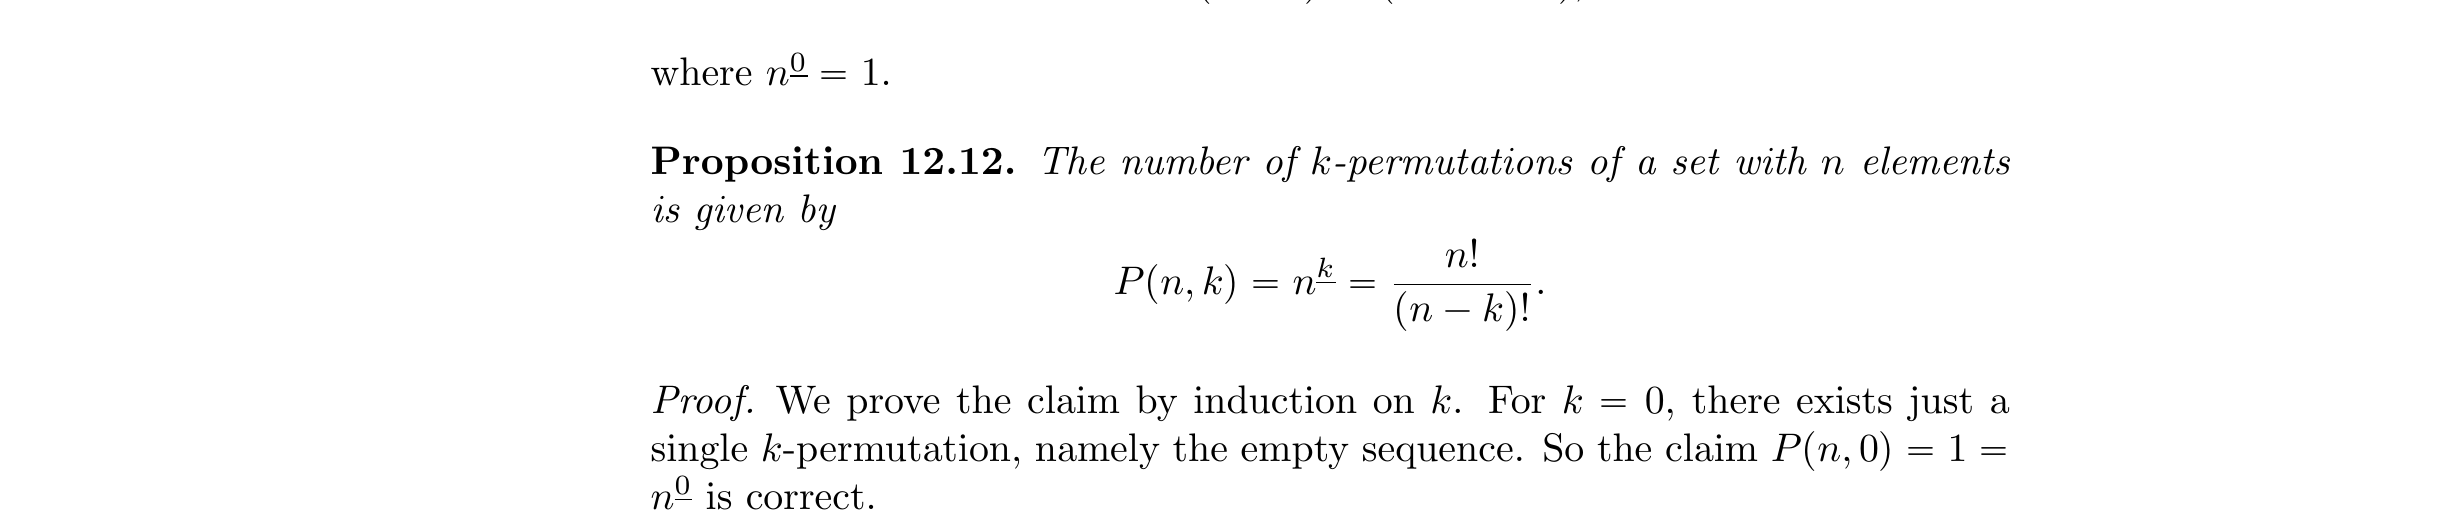 where n^{\underline{0}} = 1.
Proposition 12.12. The number of k-permutations of a set with n elements
is given by
P(n, k) = n^{\underline{k}} = \frac{n!}{(n − k)!}.
Proof. We prove the claim by induction on k. For k = 0, there exists just a
single k-permutation, namely the empty sequence. So the claim P(n, 0) = 1 =
n^{\underline{0}} is correct.